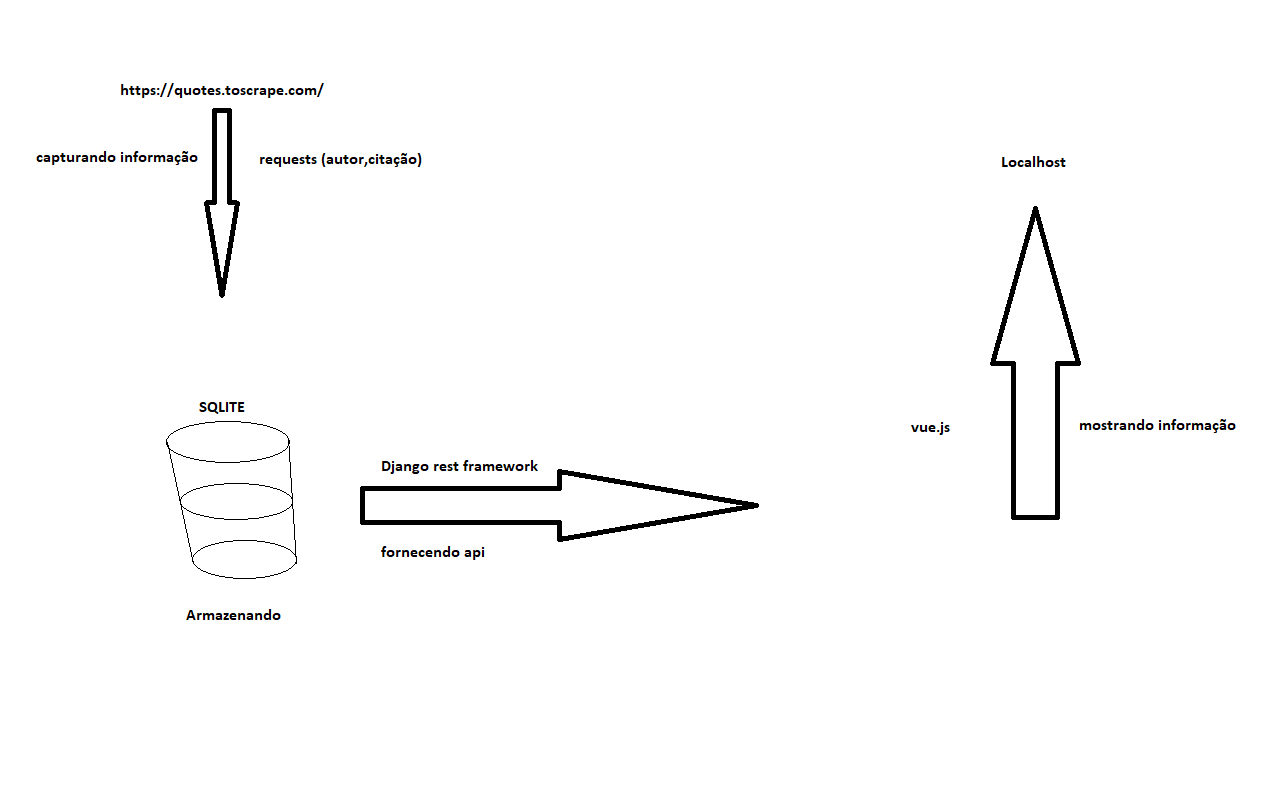 https://quotes.toscrape.com/
capturando informação
requests (autor,citação)
Localhost
SQLITE
vue.js
mostrando informação
Django rest framework
fornecendo api
Armazenando